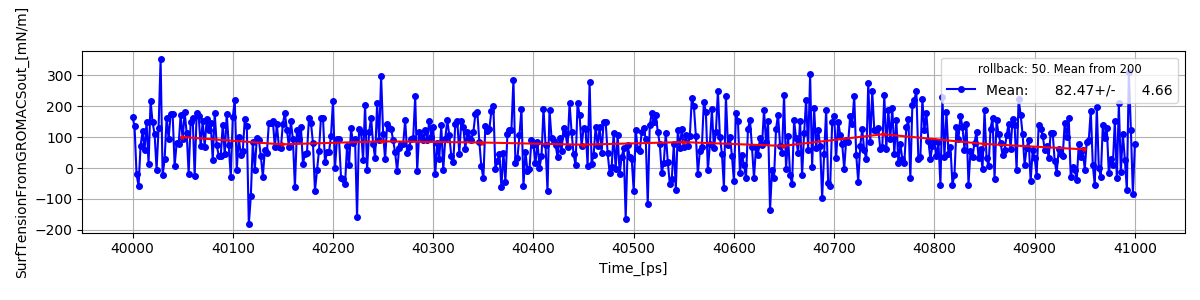 SurfTensionFromGROMACSout_[mN/m]
300
200
100
0
−100
−200
rollback: 50. Mean from 200
Mean: 82.47+/- 4.66
40000 40100 40200 40300 40400 40500 40600 40700 40800 40900 41000
Time_[ps]